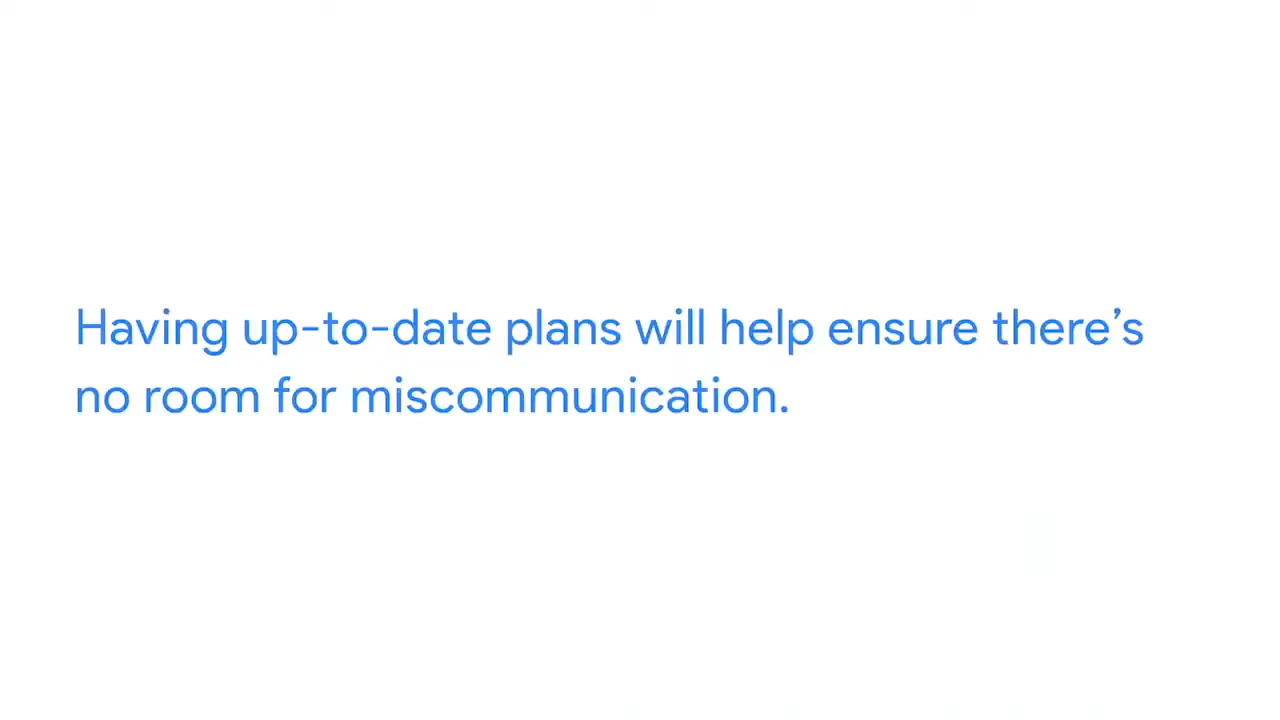 Having up-to-date plans will help ensure there’s
no room for miscommunication.